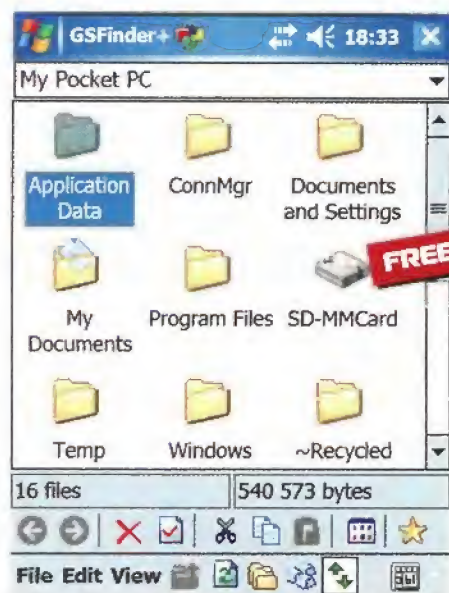 GSFinder+ 18:33
My Pocket PC
Application Data
ConnMgr
Documents and Settings
FREE
My Documents
Program Files
SD-MMCard
Temp
Windows
~Recycled
16 files
540 573 bytes
File Edit View